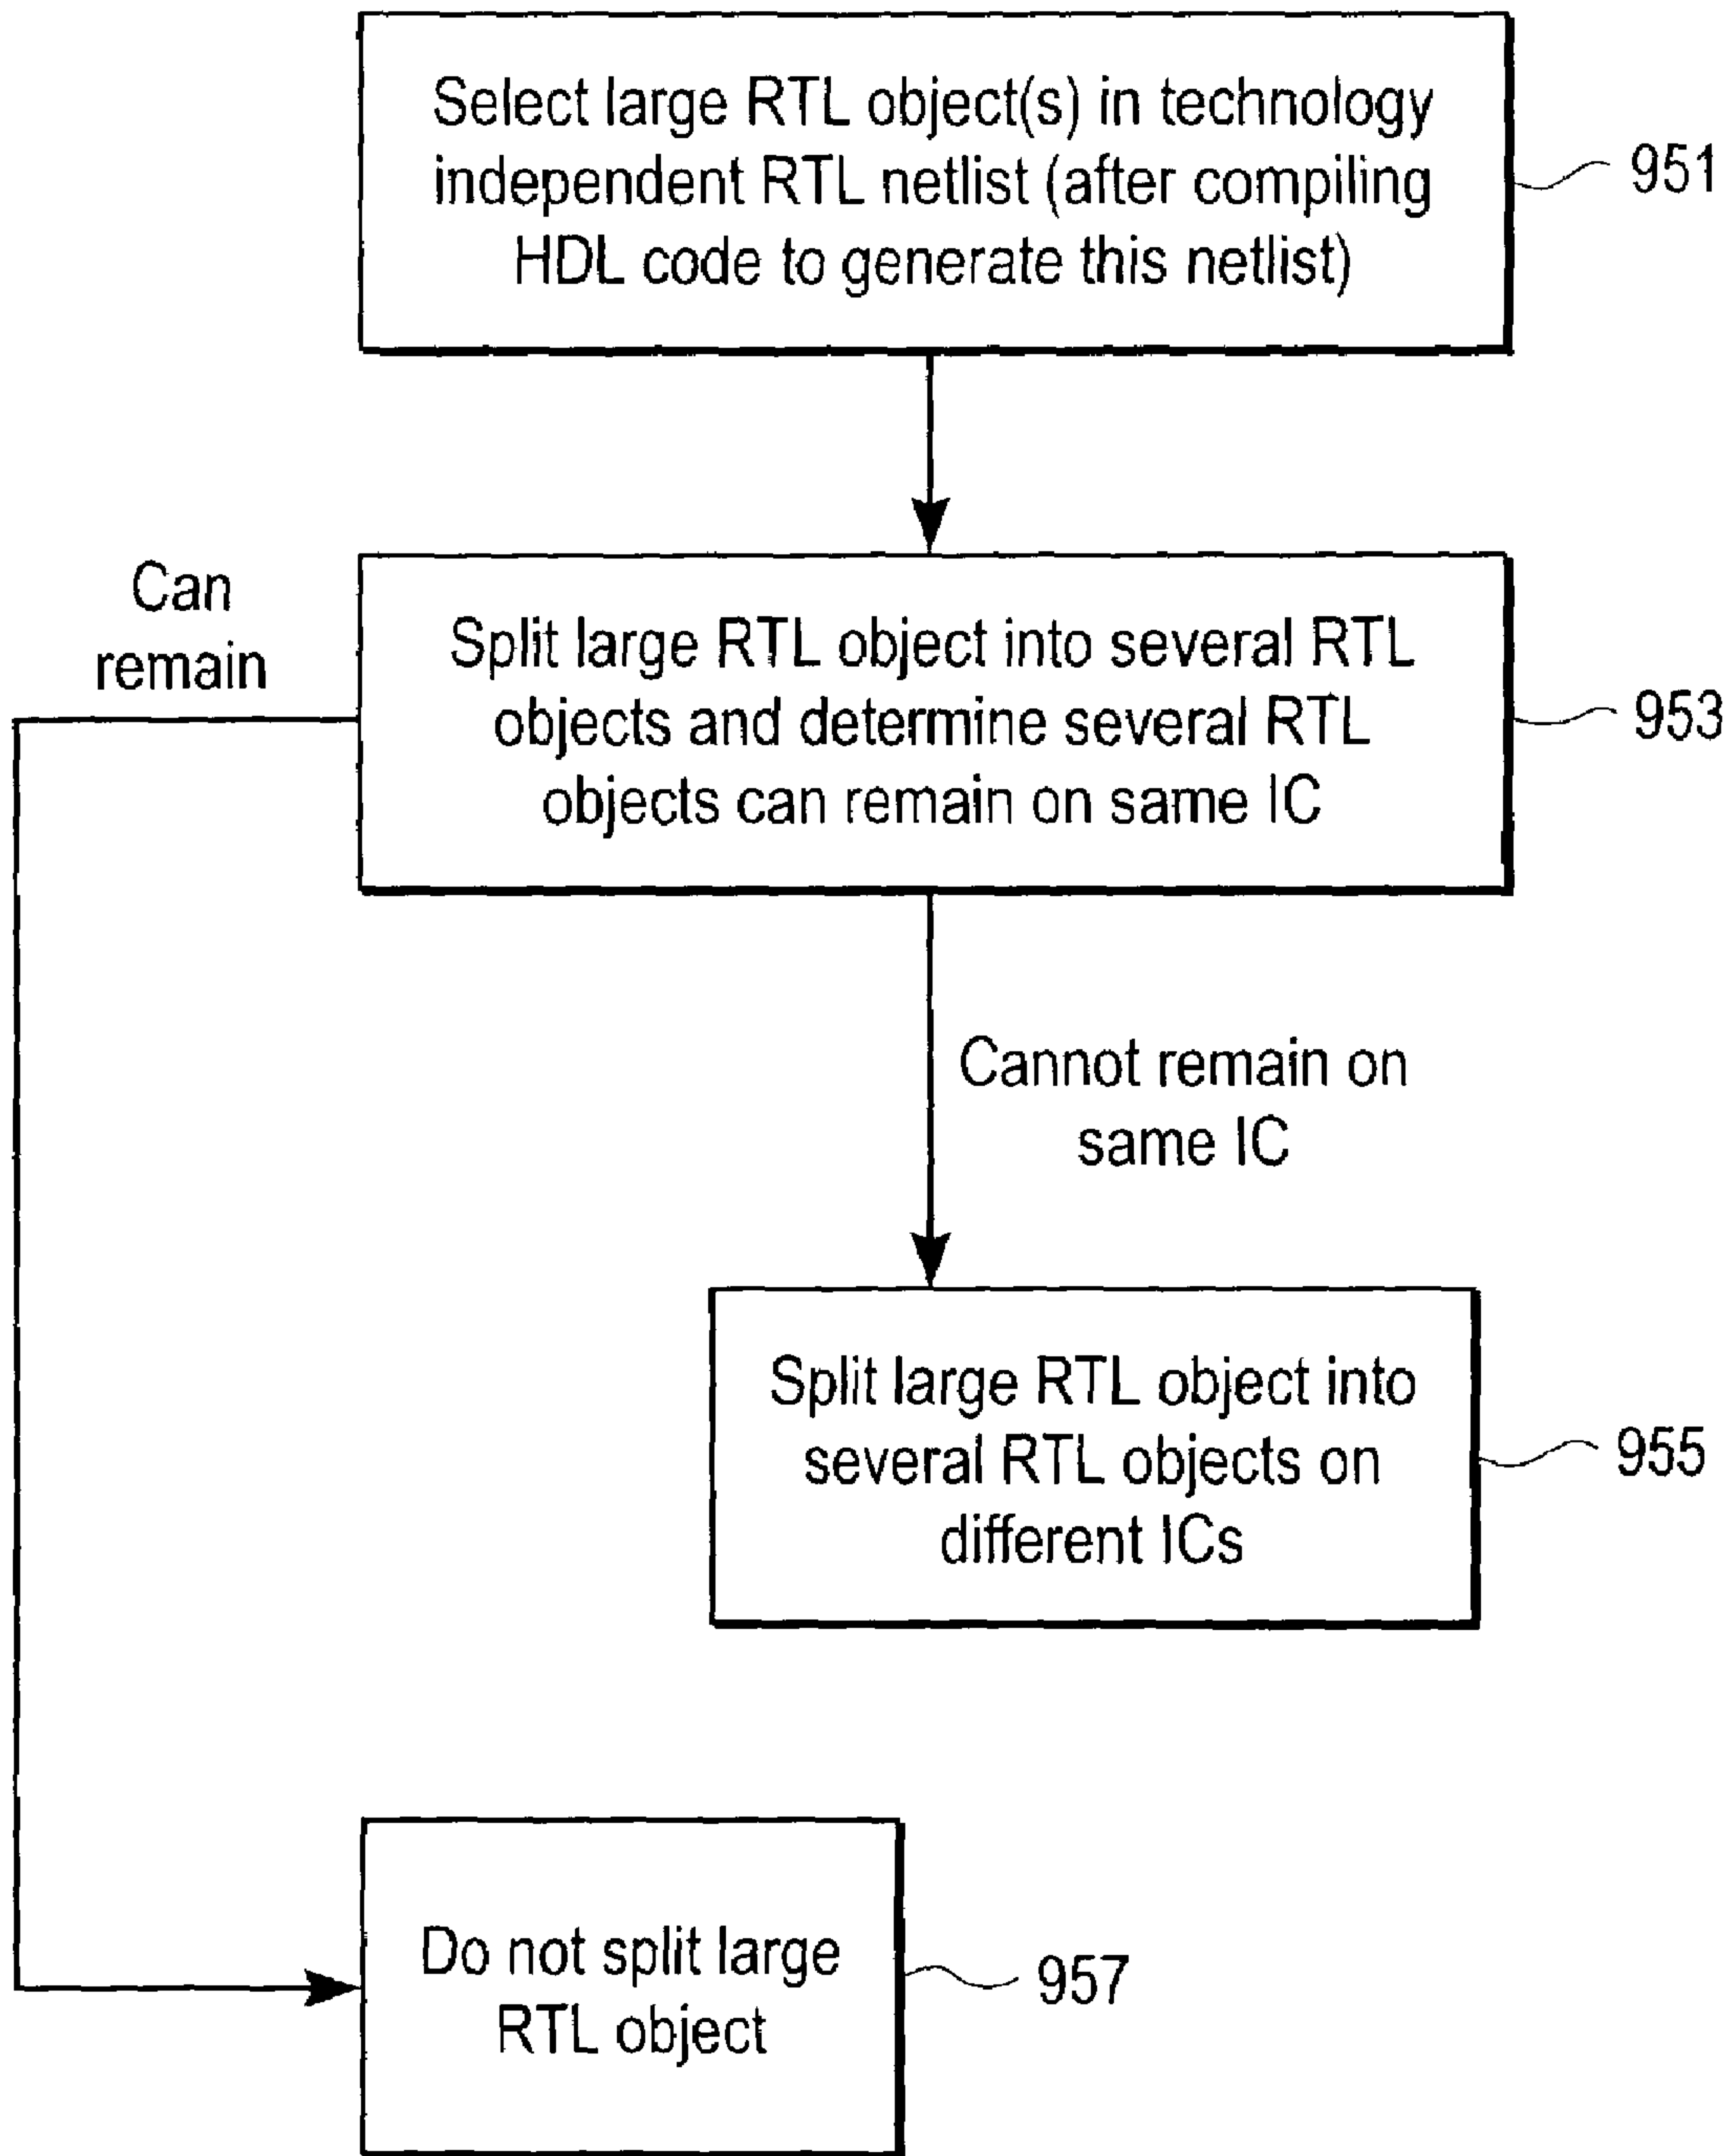 Select large RTL object(s) in technology
independent RTL netlist (after compiling
HDL code to generate this netlist)
951
Can
remain
Split large RTL object into several RTL
objects and determine several RTL
objects can remain on same IC
953
Cannot remain on
same IC
Split large RTL object into
several RTL objects on
different ICs
955
Do not split large
RTL object
957